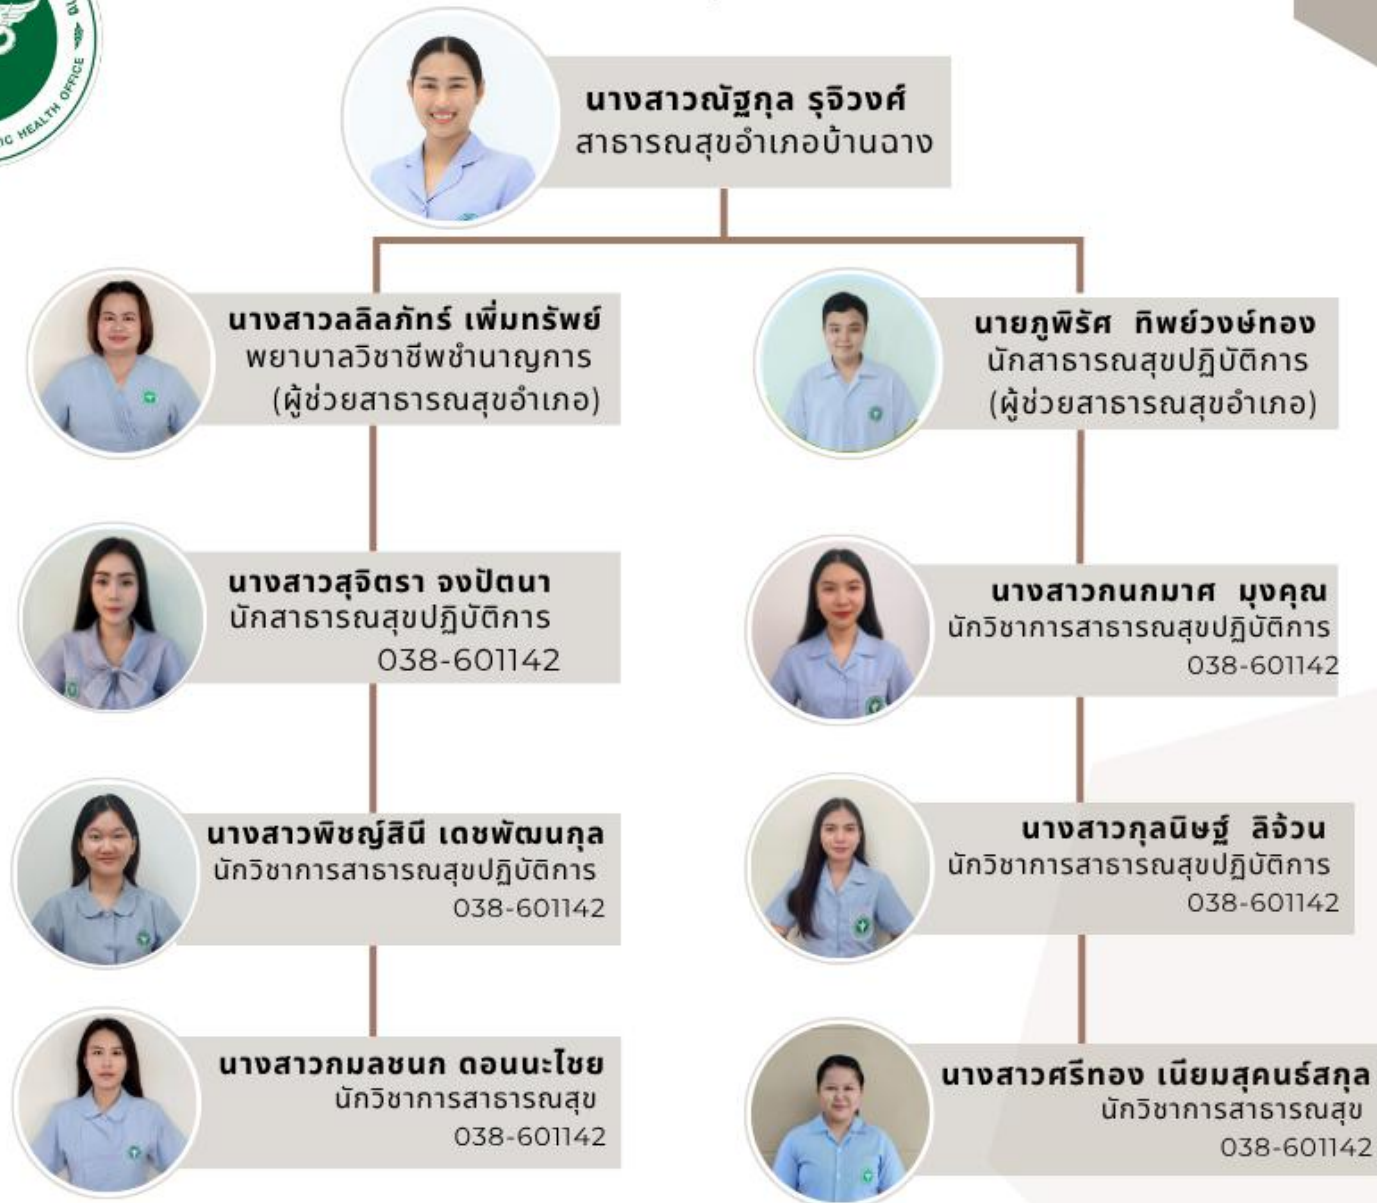 IC HEALTH OFFICE
นางสาวณัฐกุล รุจิวงศ์
สาธารณสุขอำเภอบ้านฉาง
นางสาวลลิลภัทร์ เพิ่มทรัพย์
พยาบาลวิชาชีพชำนาญการ
(ผู้ช่วยสาธารณสุขอำเภอ)
นายภูพิรัศ ทิพย์วงษ์ทอง
นักสาธารณสุขปฏิบัติการ
(ผู้ช่วยสาธารณสุขอำเภอ)
นางสาวสุจิตรา จงปัตนา
นักสาธารณสุขปฏิบัติการ
038-601142
นางสาวกนกมาศ มุงคุณ
นักวิชาการสาธารณสุขปฏิบัติการ
038-601142
นางสาวพิชญ์สินี เดชพัฒนกุล
นักวิชาการสาธารณสุขปฏิบัติการ
038-601142
นางสาวกุลนิษฐ์ ลิจ้วน
นักวิชาการสาธารณสุขปฏิบัติการ
038-601142
นางสาวกมลชนก ดอนนะไชย
นักวิชาการสาธารณสุข
038-601142
นางสาวศรีทอง เนียมสุคนธ์สกุล
นักวิชาการสาธารณสุข
038-601142